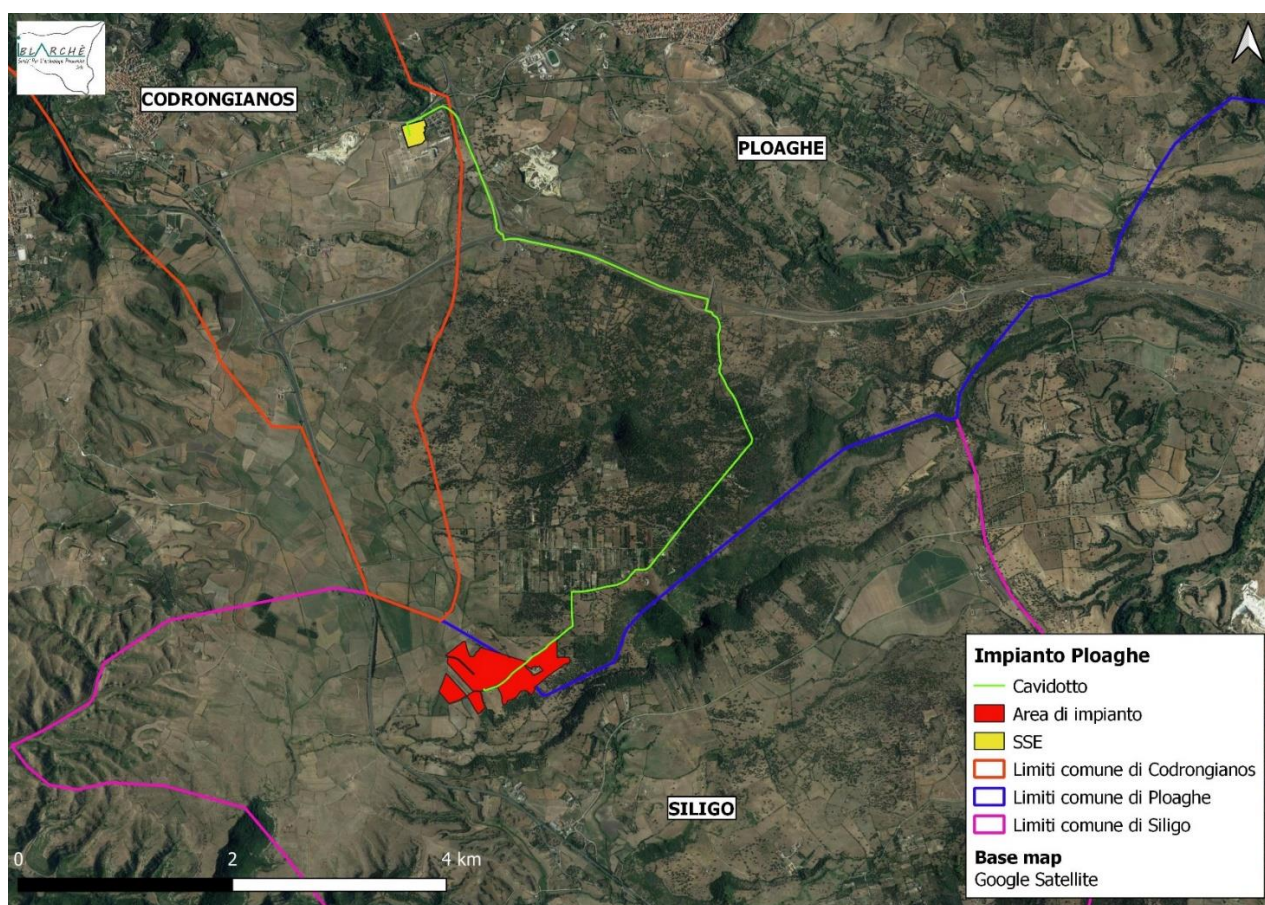 IBLARCHÈ
CODRONGIANOS
PLOAGHE
SILIGO
0 2 4 km
Impianto Ploaghe
Cavidotto
Area di impianto
SSE
Limiti comune di Codrongianos
Limiti comune di Ploaghe
Limiti comune di Siligo
Base map
Google Satellite